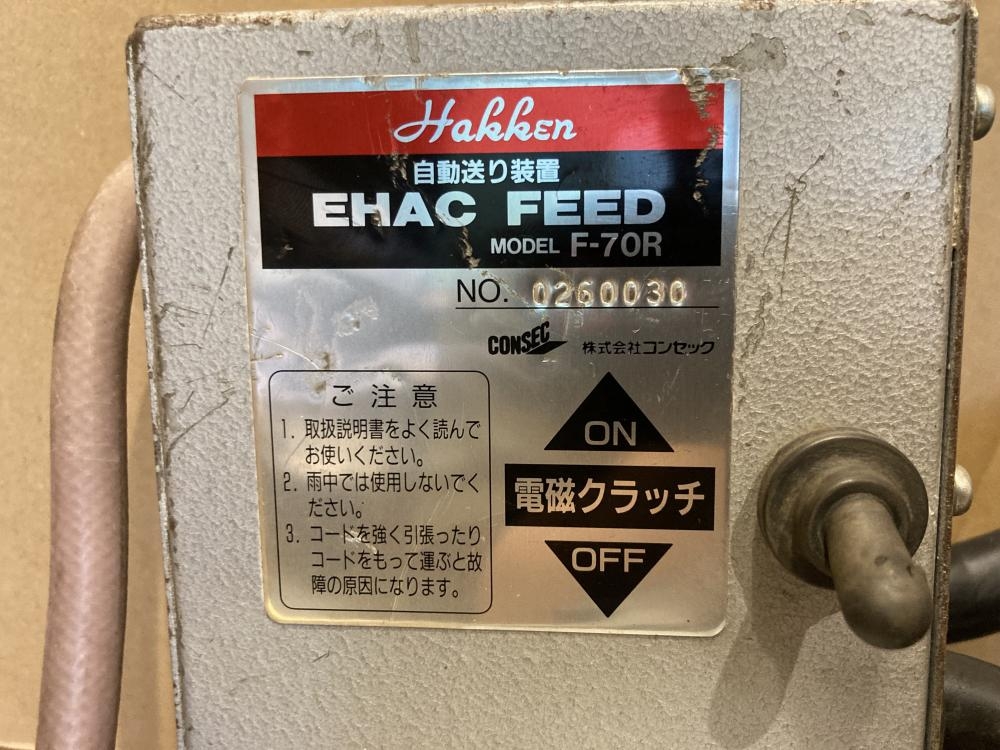 Hakken
自動送り装置
EHAC FEED
MODEL F-70R
NO. 0260030
CONSEC 株式会社コンセック
ご注意
1. 取扱説明書をよく読んで
お使いください。
2. 雨中では使用しないでく
ださい。
3. コードを強く引張ったり
コードをもって運ぶと故
障の原因になります。
ON
電磁クラッチ
OFF